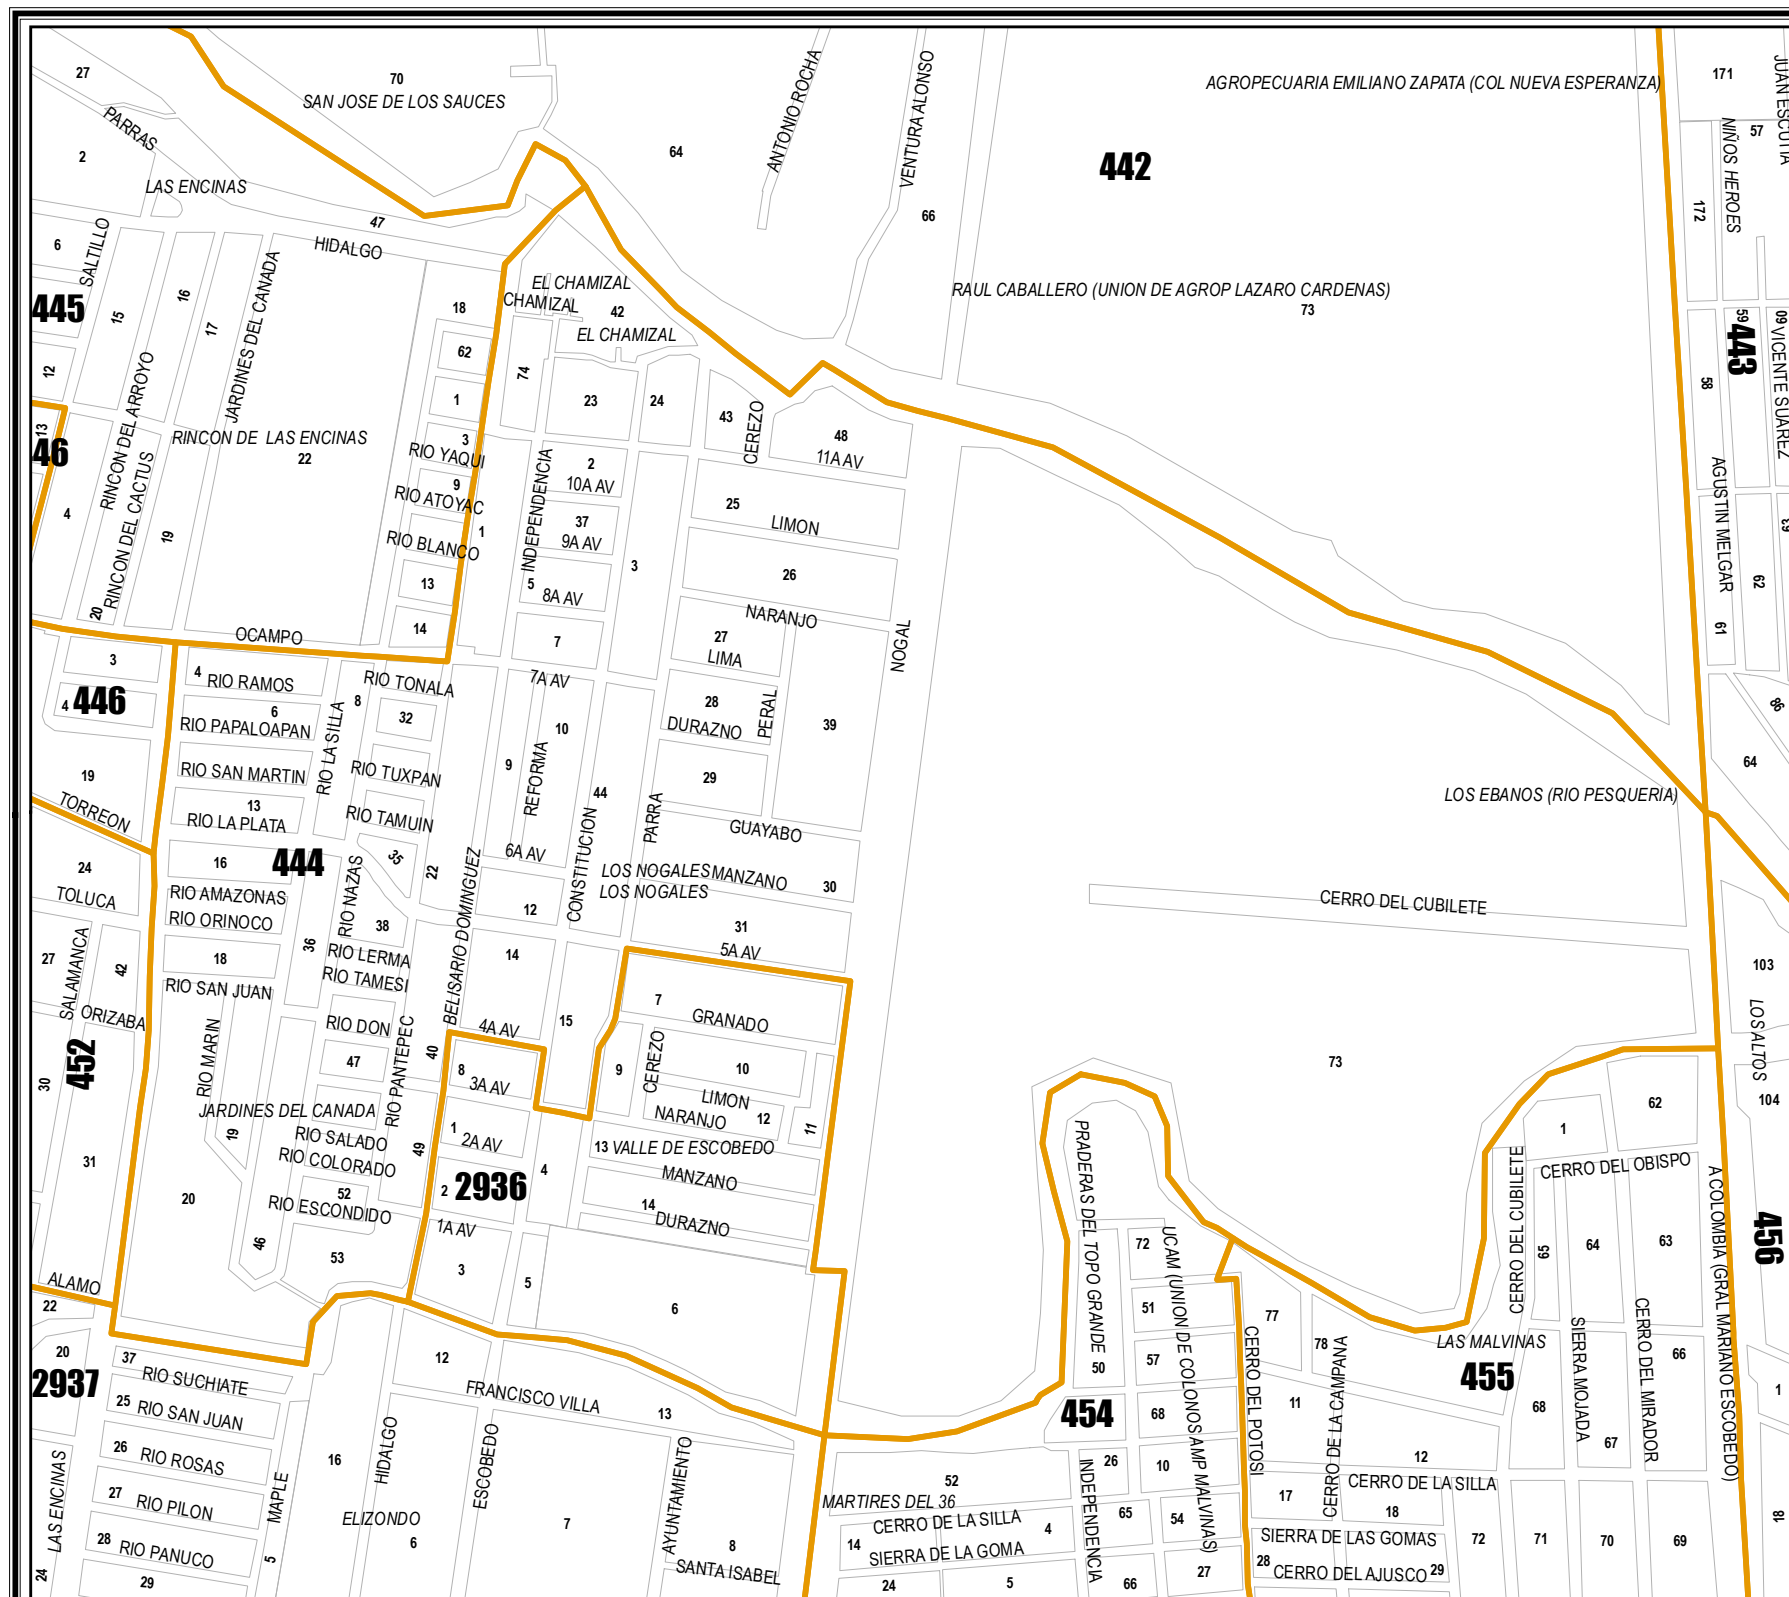 27
70
SAN JOSE DE LOS SAUCES
PARRAS
2
LAS ENCINAS
47
HIDALGO
64
ANTONIO ROCHA
VENTURA ALONSO
66
AGROPECUARIA EMILIANO ZAPATA (COL NUEVA ESPERANZA)
442
171
57
JUAN ESCUTIA
NIÑOS HEROES
172
6
SALTILLO
445
15
16
17
JARDINES DEL CANADA
12
18
62
1
3
RIO YAQUI
9
RIO ATOYAC
RIO BLANCO
13
14
EL CHAMIZAL
CHAMIZAL
42
EL CHAMIZAL
74
23
24
43
CEREZO
48
11A AV
RAUL CABALLERO (UNION DE AGROP LAZARO CARDENAS)
73
59
443
60
VICENTE SUAREZ
58
AGUSTIN MELGAR
61
62
63
86
64
13
46
4
RINCON DEL ARROYO
RINCON DEL CACTUS
RINCON DE LAS ENCINAS
22
19
20
OCAMPO
1
INDEPENDENCIA
2
10A AV
37
9A AV
5
8A AV
7
3
25
LIMON
26
NARANJO
27
LIMA
28
DURAZNO
PERAL
39
NOGAL
29
GUAYABO
PARRA
LOS NOGALES
MANZANO
LOS NOGALES
30
31
5A AV
LOS EBANOS (RIO PESQUERIA)
CERRO DEL CUBILETE
103
LOS ALTOS
104
3
4
446
19
TORREON
4
RIO RAMOS
6
RIO PAPALOAPAN
RIO SAN MARTIN
13
RIO LA PLATA
16
444
RIO AMAZONAS
RIO ORINOCO
18
RIO SAN JUAN
RIO LA SILLA
8
RIO TONALA
32
RIO TUXPAN
RIO TAMUIN
35
22
RIO NAZAS
38
36
RIO LERMA
RIO TAMESI
RIO DON
47
RIO PANTEPEC
40
7A AV
9
REFORMA
10
44
6A AV
CONSTITUCION
BELISARIO DOMINGUEZ
12
14
4A AV
15
24
TOLUCA
27
SALAMANCA
42
ORIZABA
452
30
31
RIO MARIN
JARDINES DEL CANADA
19
RIO SALADO
RIO COLORADO
52
RIO ESCONDIDO
20
46
53
49
8
3A AV
1
2A AV
2
2936
1A AV
3
4
5
7
GRANADO
9
CEREZO
10
LIMON
NARANJO
12
11
13
VALLE DE ESCOBEDO
MANZANO
14
DURAZNO
6
73
PRADERAS DEL TOPO GRANDE
72
UCAM (UNION DE COLONOS AMP MALVINAS)
51
57
50
454
68
10
26
65
54
66
27
INDEPENDENCIA
CERRO DEL POTOSI
77
78
CERRO DE LA CAMPANA
11
LAS MALVINAS
455
1
62
CERRO DEL OBISPO
CERRO DEL CUBILETE
65
64
63
A COLOMBIA (GRAL MARIANO ESCOBEDO)
456
SIERRA MOJADA
CERRO DEL MIRADOR
66
68
67
1
12
CERRO DE LA SILLA
17
18
SIERRA DE LAS GOMAS
28
CERRO DEL AJUSCO
29
72
71
70
69
18
ALAMO
22
20
2937
37
RIO SUCHIATE
25
RIO SAN JUAN
26
RIO ROSAS
27
RIO PILON
28
RIO PANUCO
29
LAS ENCINAS
24
MAPLE
5
16
HIDALGO
ELIZONDO
6
12
FRANCISCO VILLA
13
ESCOBEDO
7
AYUNTAMIENTO
8
SANTA ISABEL
52
MARTIRES DEL 36
CERRO DE LA SILLA
4
14
SIERRA DE LA GOMA
24
5